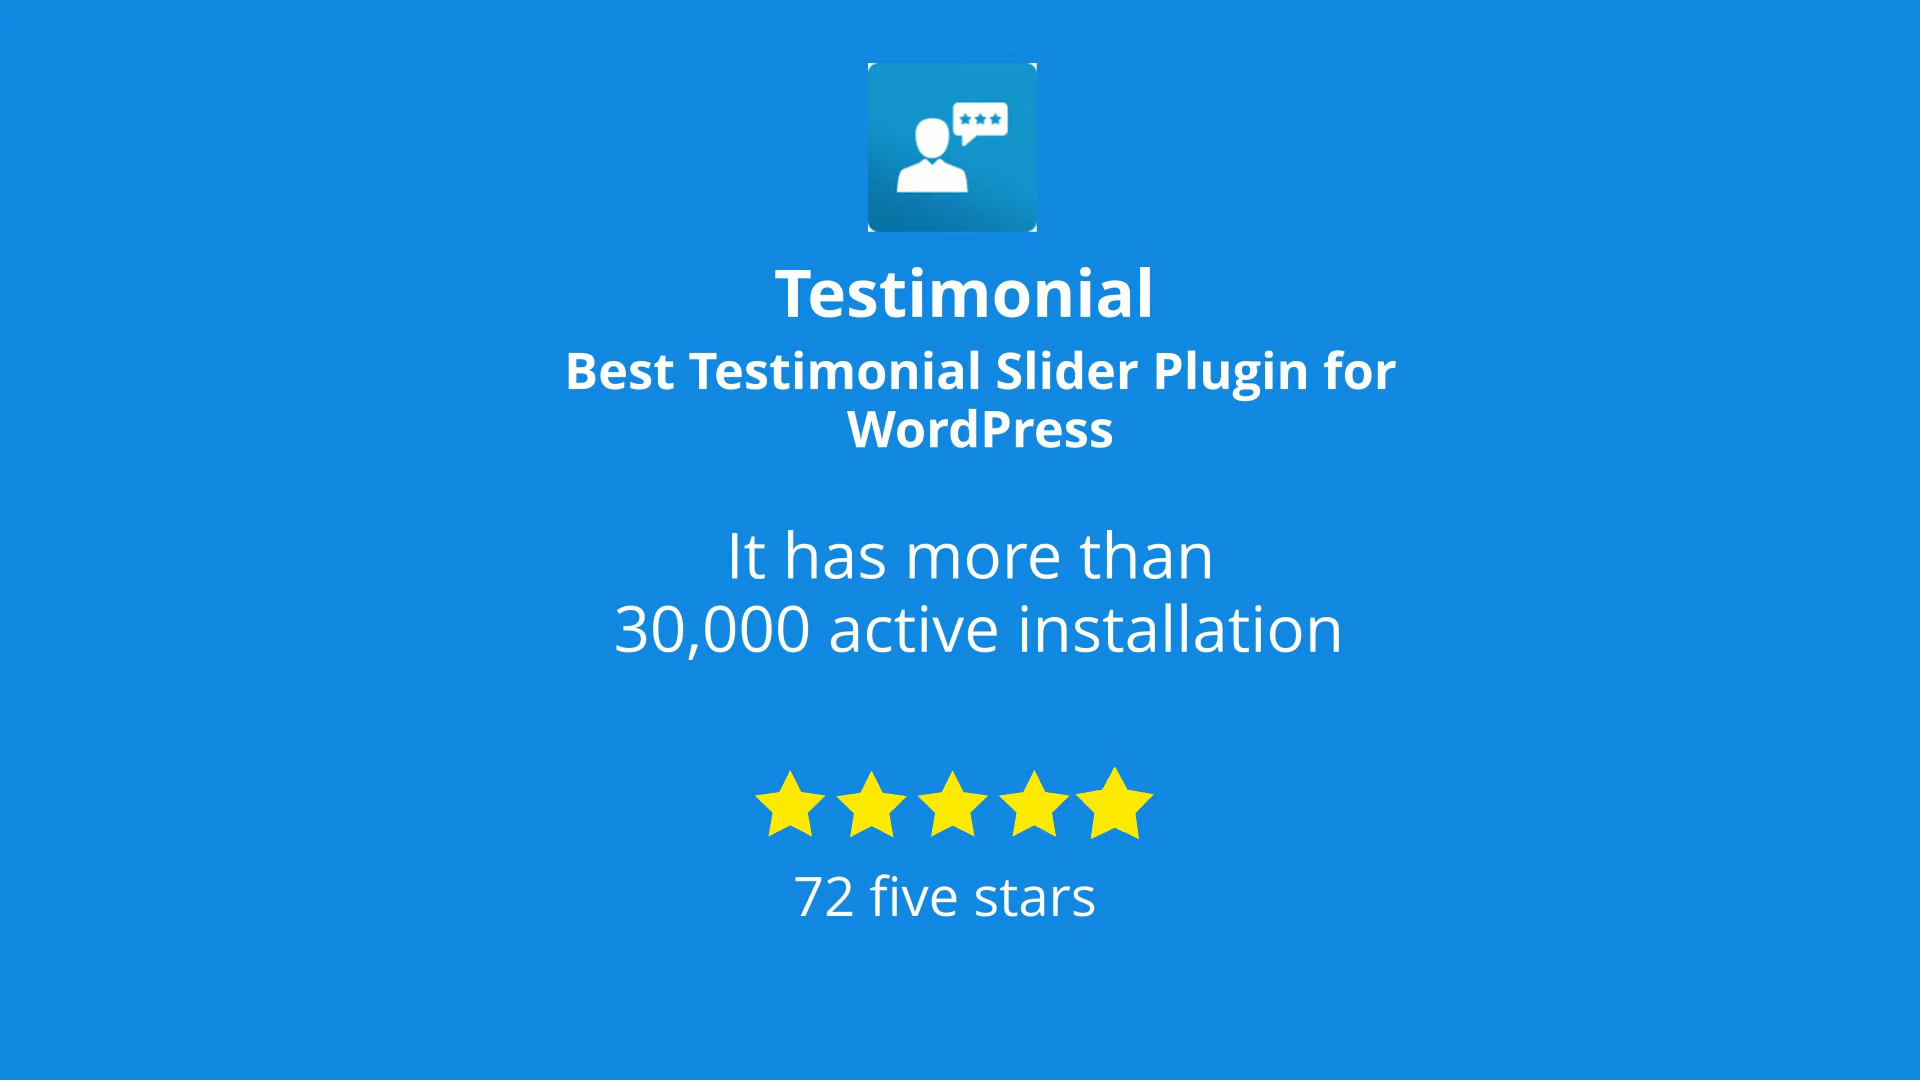 Testimonial
Best Testimonial Slider Plugin for
WordPress
It has more than
30,000 active installation
72 five stars